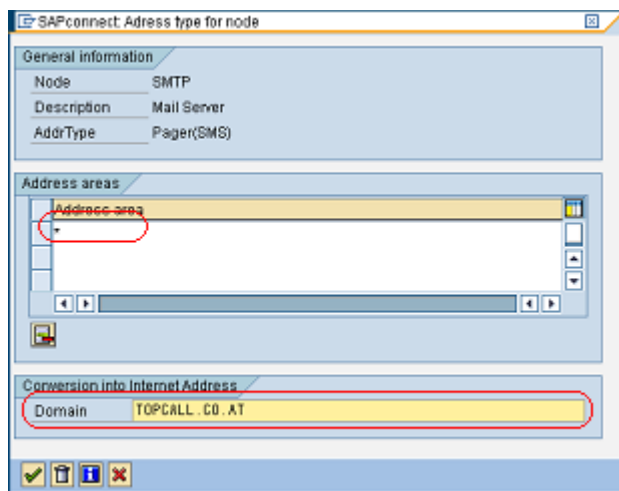 SAPconnect: Adress type for node
General information
Node SMTP
Description Mail Server
AddrType Pager(SMS)
Address areas
Address area
*
Conversion into Internet Address
Domain TOPCALL.CO.AT